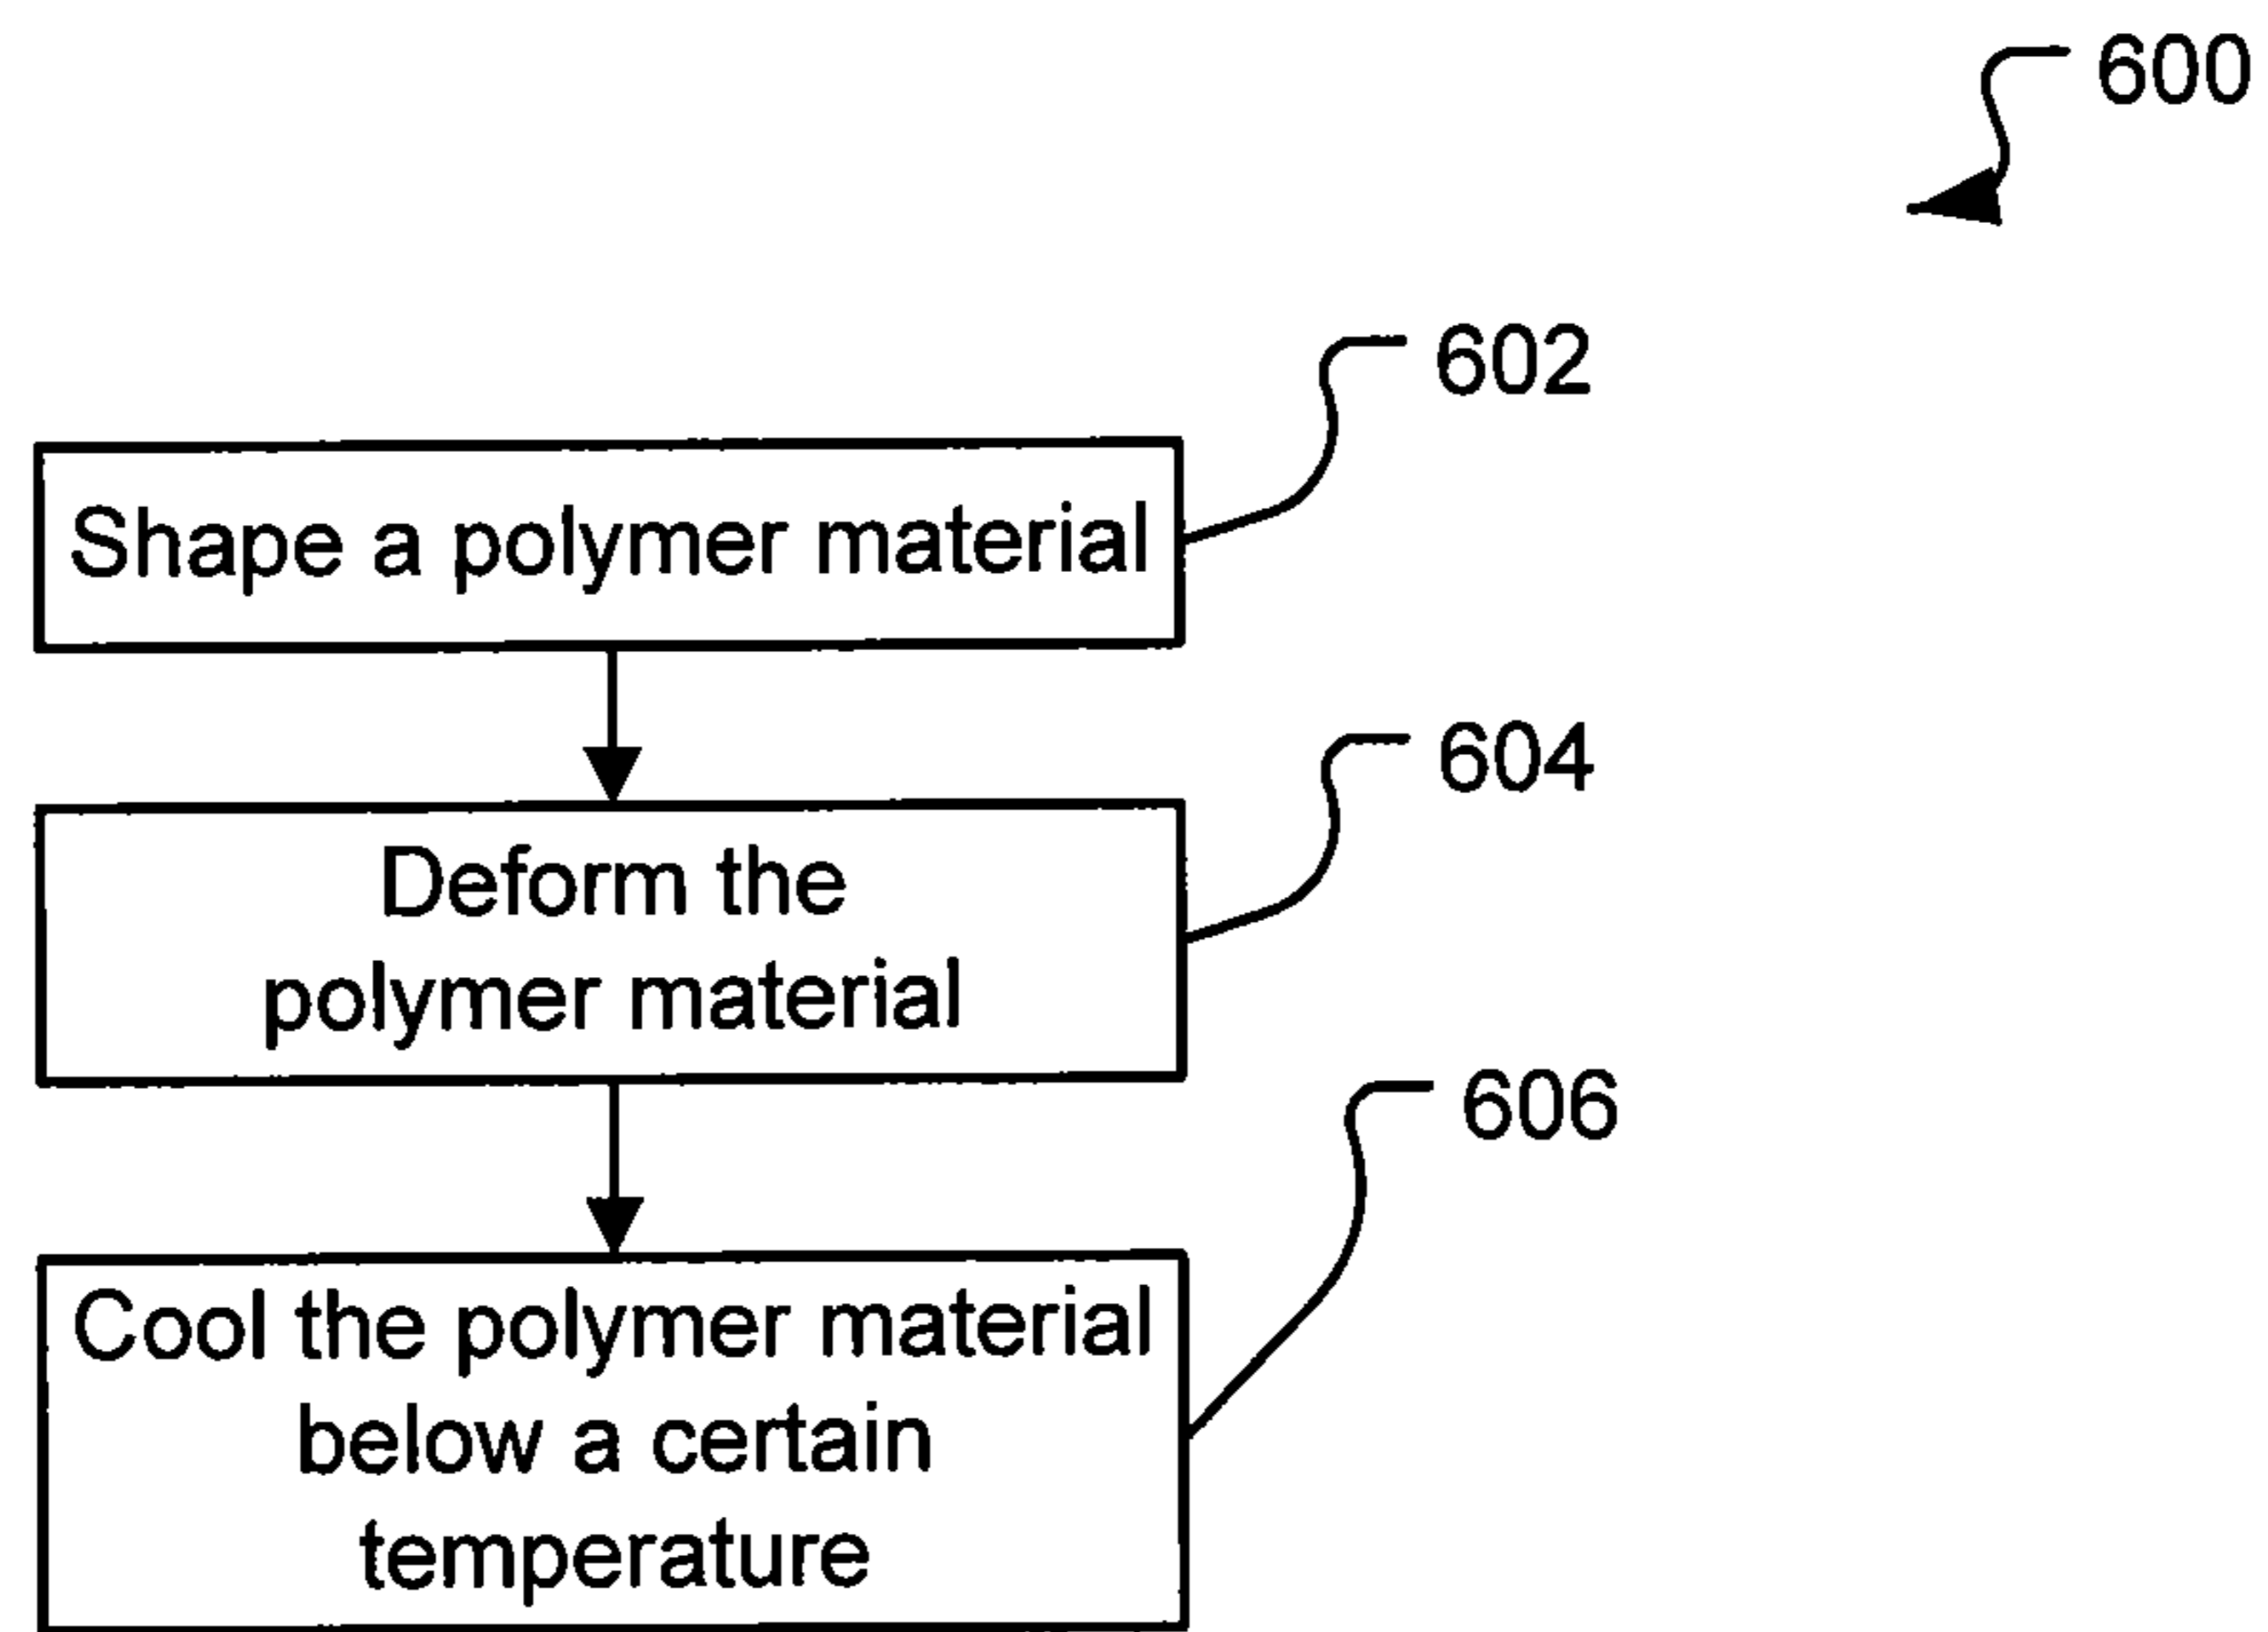 600
602
Shape a polymer material
604
Deform the
polymer material
606
Cool the polymer material
below a certain
temperature